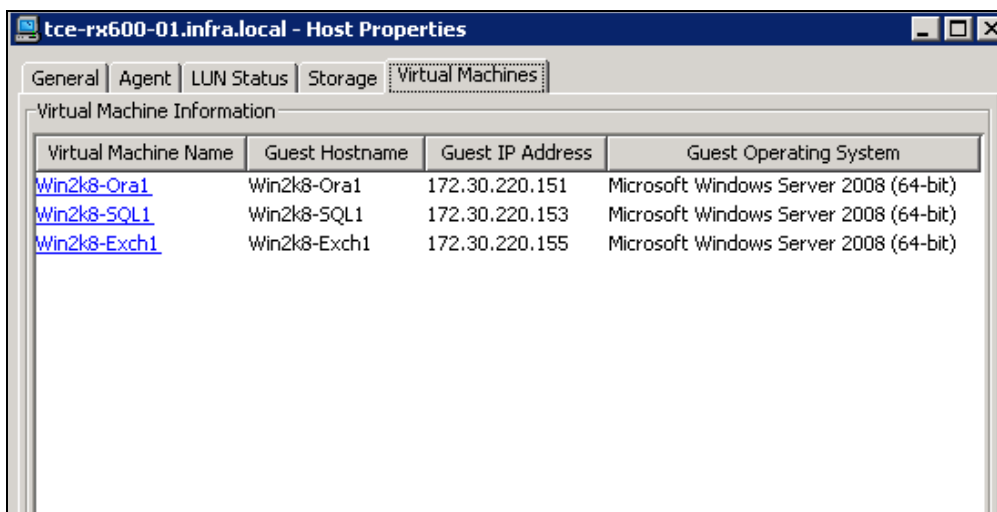 tce-rx600-01.infra.local - Host Properties
General Agent LUN Status Storage Virtual Machines
Virtual Machine Information
Virtual Machine Name Guest Hostname Guest IP Address Guest Operating System
Win2k8-Ora1 Win2k8-Ora1 172.30.220.151 Microsoft Windows Server 2008 (64-bit)
Win2k8-SQL1 Win2k8-SQL1 172.30.220.153 Microsoft Windows Server 2008 (64-bit)
Win2k8-Exch1 Win2k8-Exch1 172.30.220.155 Microsoft Windows Server 2008 (64-bit)